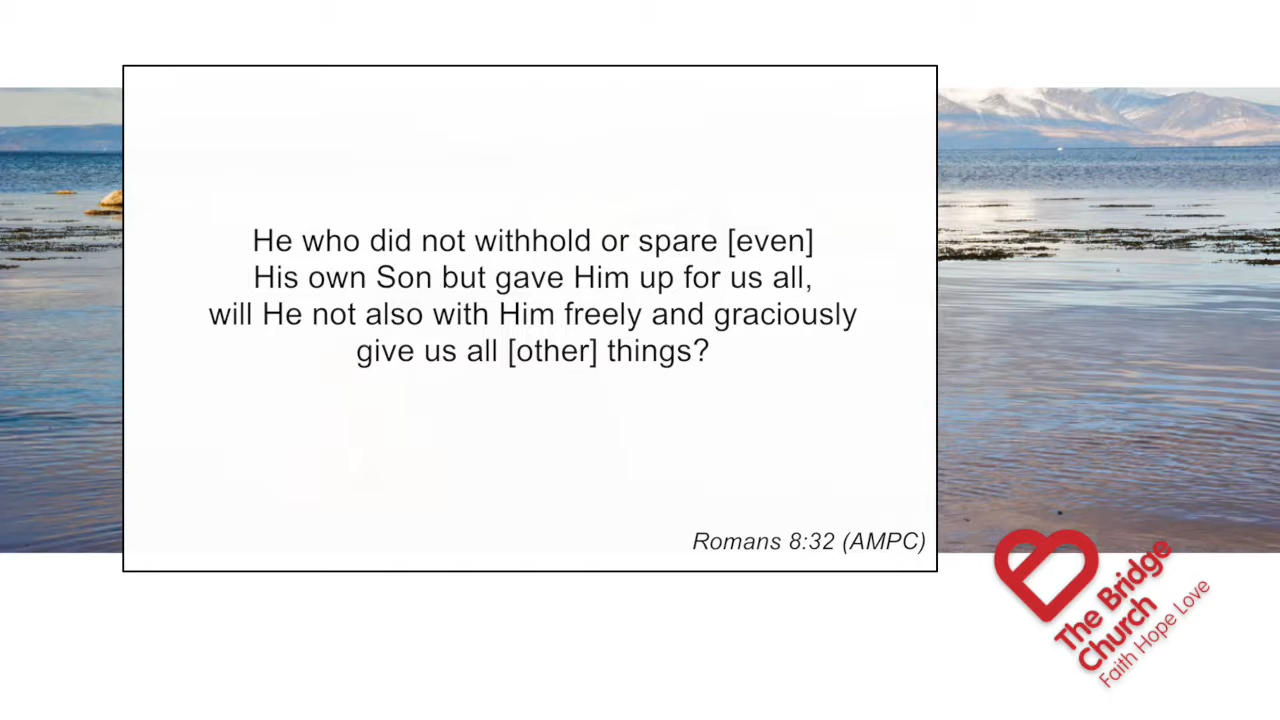 He who did not withhold or spare [even]
His own Son but gave Him up for us all,
will He not also with Him freely and graciously
give us all [other] things?
Romans 8:32 (AMPC)
The Bridge
Church
Faith Hope Love